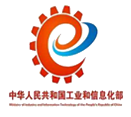 中华人民共和国工业和信息化部
Ministry of Industry and Information Technology of the People's Republic of China